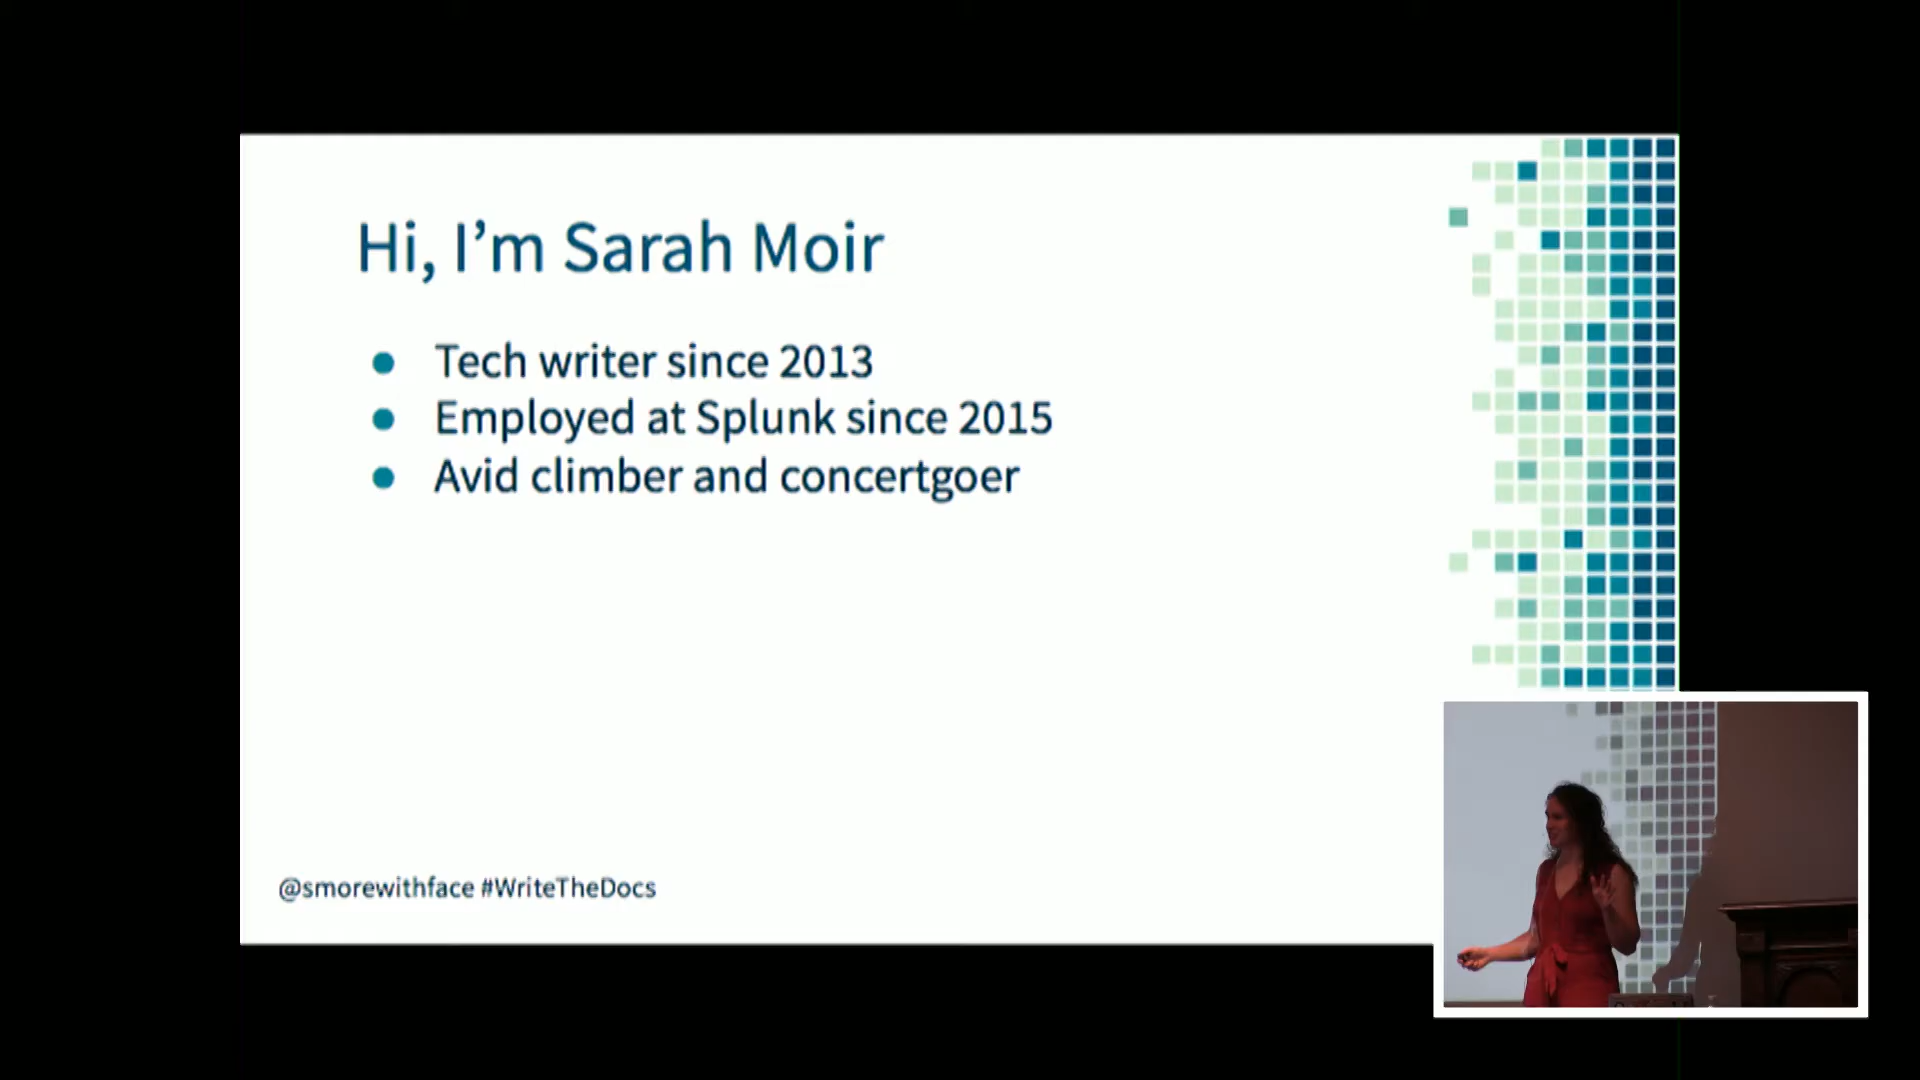 Hi, I’m Sarah Moir
● Tech writer since 2013
● Employed at Splunk since 2015
● Avid climber and concertgoer
@smorewithface #WriteTheDocs